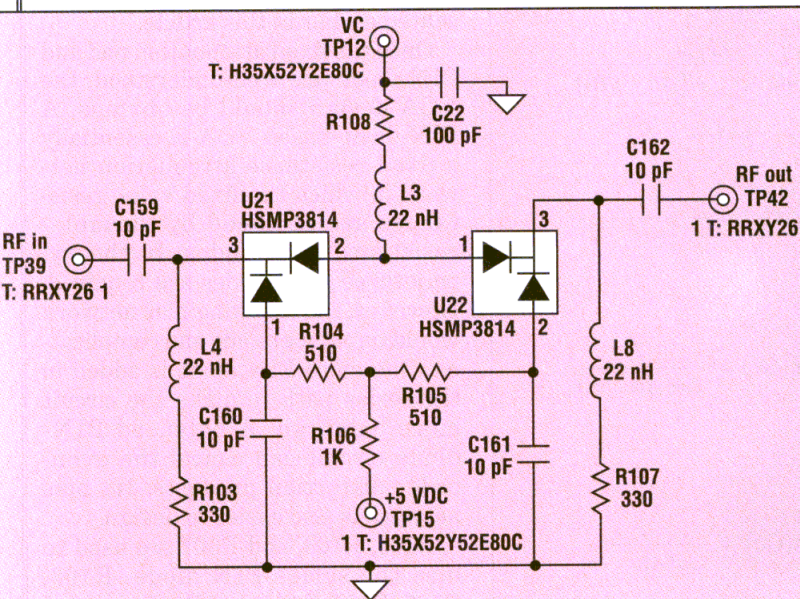 VC
TP12
T: H35X52Y2E80C
R108
C22
100 pF
L3
22 nH
C162
10 pF
RF out
TP42
1 T: RRXY26
C159
10 pF
U21
HSMP3814
3
2
1
3
RF in
TP39
T: RRXY26 1
1
U22
HSMP3814
2
L4
22 nH
R104
510
R105
510
L8
22 nH
C160
10 pF
R106
1K
C161
10 pF
R103
330
+5 VDC
TP15
1 T: H35X52Y52E80C
R107
330